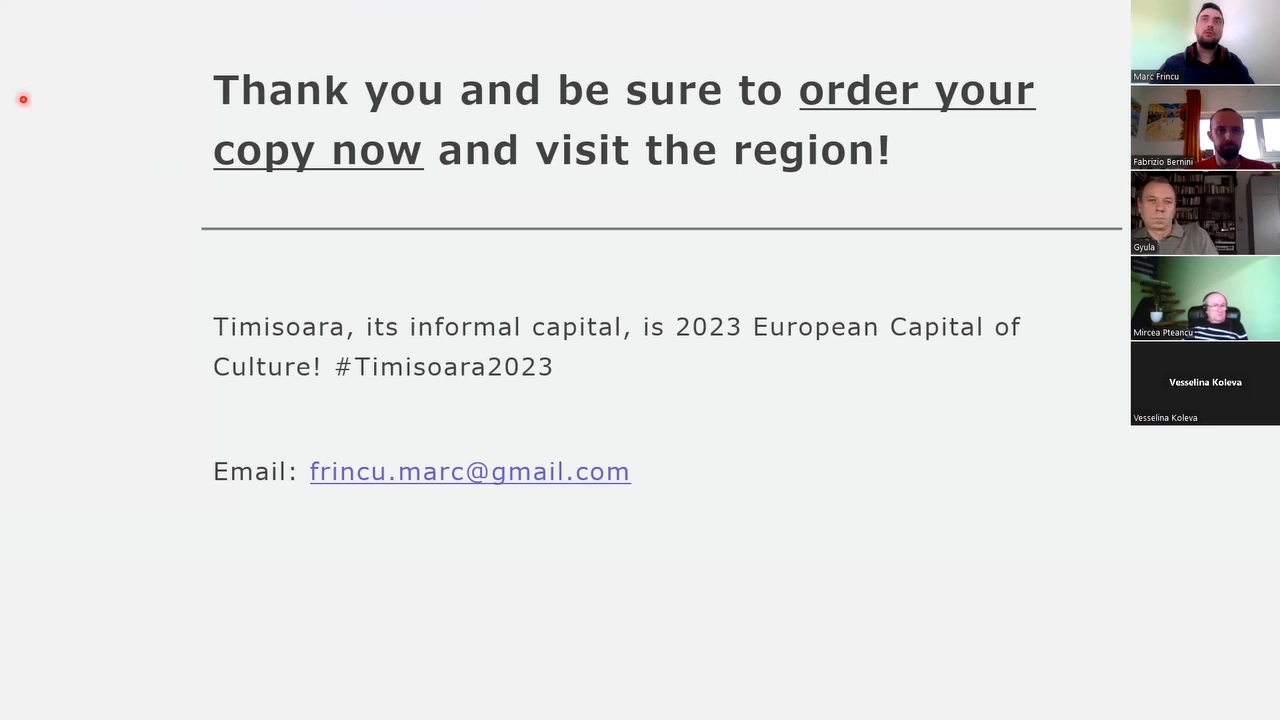 Thank you and be sure to order your
copy now and visit the region!
Timisoara, its informal capital, is 2023 European Capital of
Culture! #Timisoara2023
Email: frincu.marc@gmail.com
Marc Frincu
Fabrizio Bernini
Gyula
Mircea Pteancu
Vesselina Koleva
Vesselina Koleva